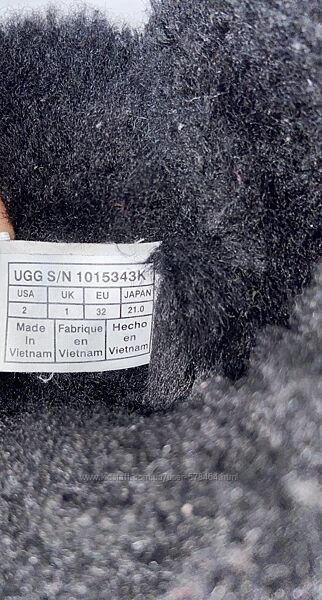 UGG S/N 1015343K
USA UK EU JAPAN
2 1 32 21.0
Made Fabrique Hecho
In en en
Vietnam Vietnam Vietnam